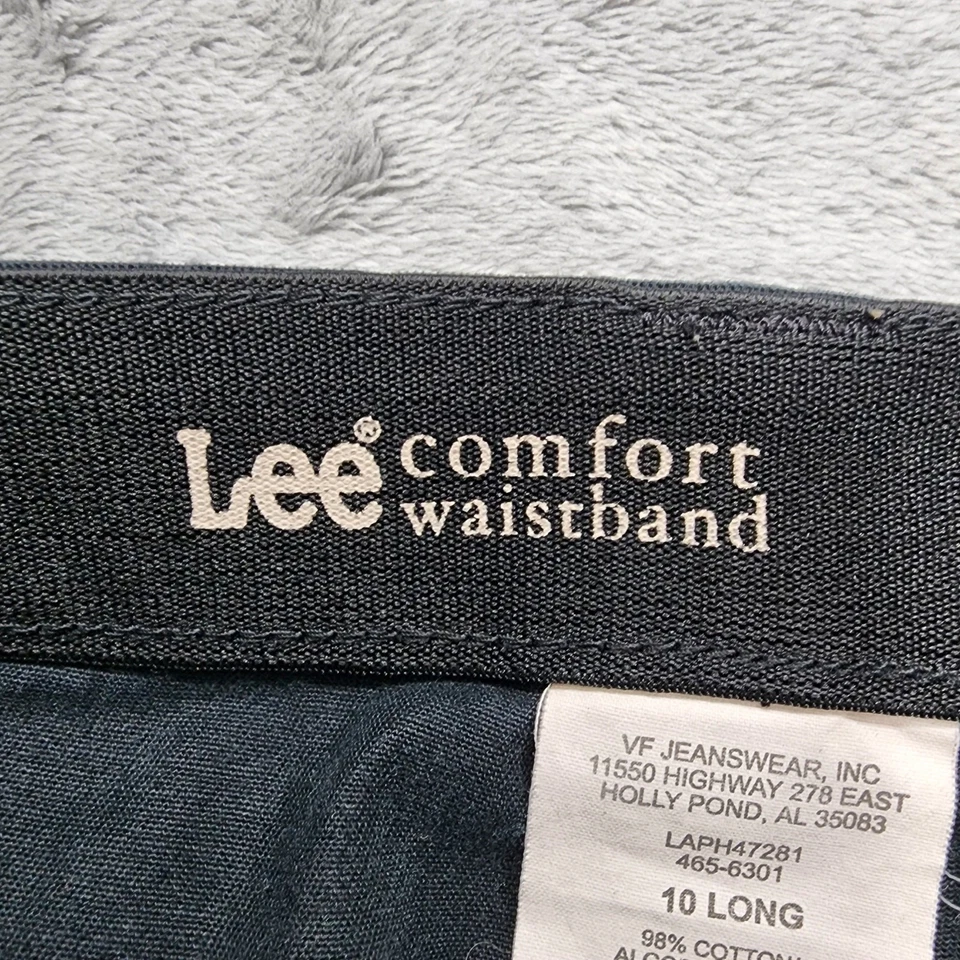 Lee® comfort
waistband
VF JEANSWEAR, INC
11550 HIGHWAY 278 EAST
HOLLY POND, AL 35083
LAPH47281
465-6301
10 LONG
98% COTTON